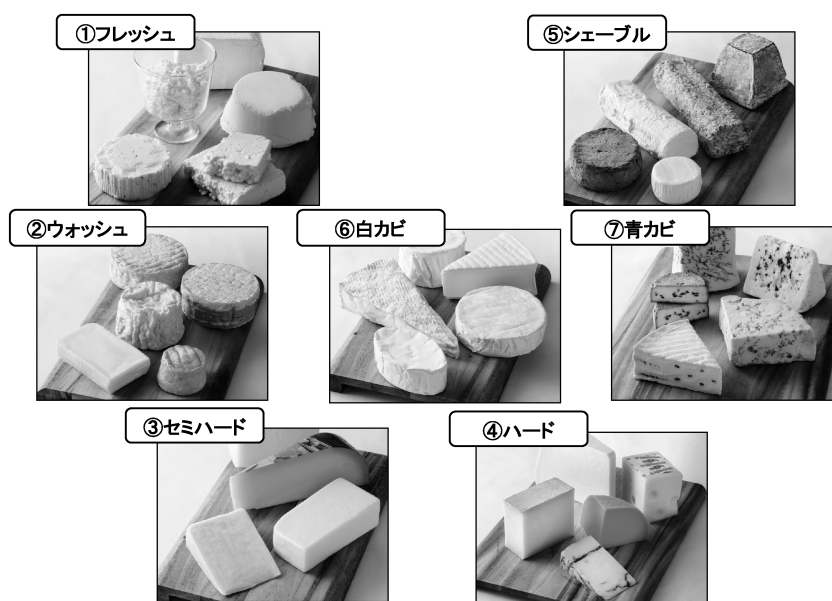 ①フレッシュ
⑤シェーブル
②ウォッシュ
⑥白カビ
⑦青カビ
③セミハード
④ハード